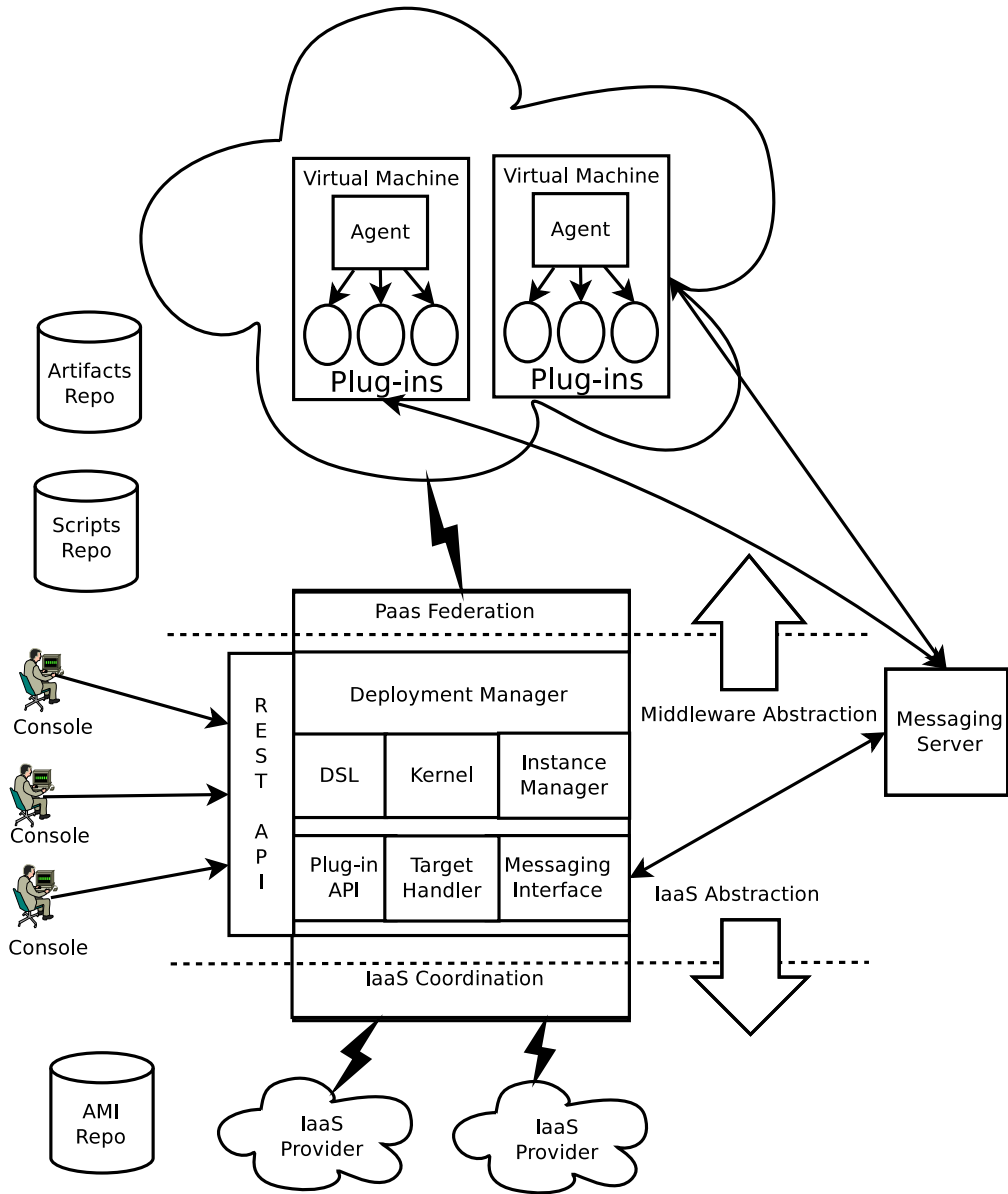 Virtual Machine
Agent
Plug-ins
Virtual Machine
Agent
Plug-ins
Artifacts
Repo
Scripts
Repo
Paas Federation
Console
Console
Console
R
E
S
T
A
P
I
Deployment Manager
DSL
Kernel
Instance
Manager
Plug-in
API
Target
Handler
Messaging
Interface
IaaS Coordination
Middleware Abstraction
IaaS Abstraction
Messaging
Server
AMI
Repo
IaaS
Provider
IaaS
Provider